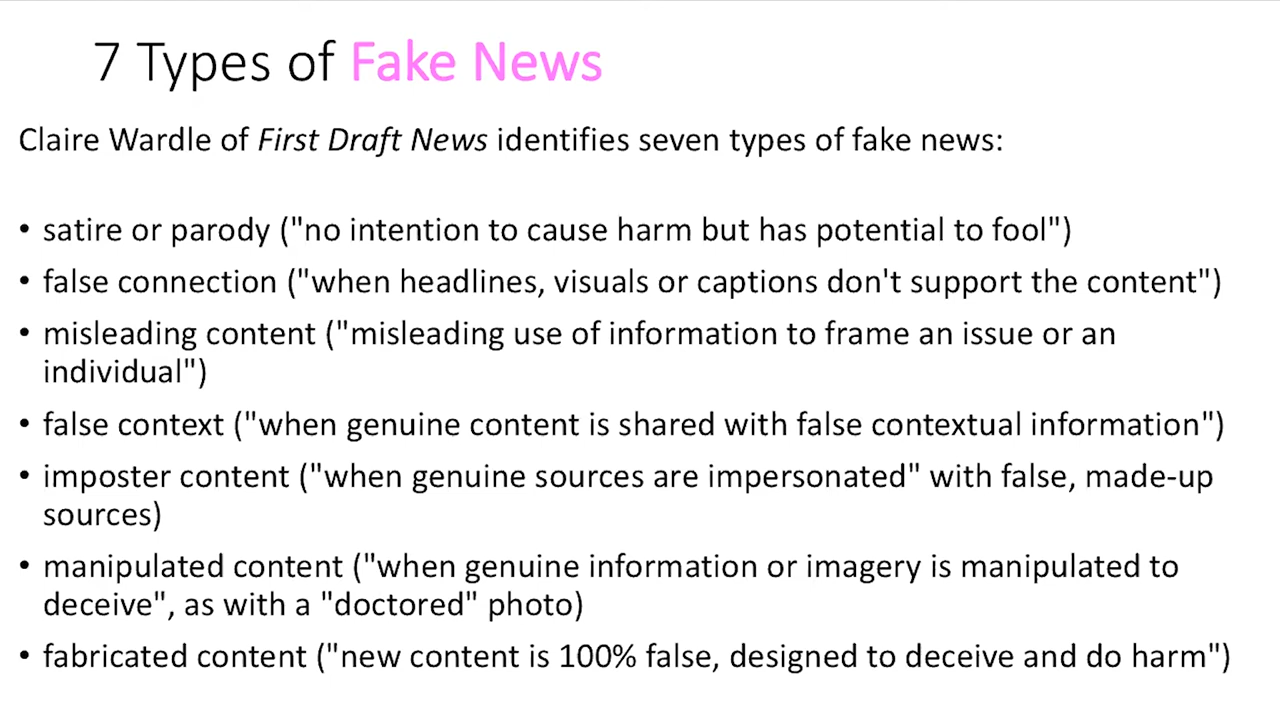 7 Types of Fake News
Claire Wardle of First Draft News identifies seven types of fake news:
• satire or parody ("no intention to cause harm but has potential to fool")
• false connection ("when headlines, visuals or captions don't support the content")
• misleading content ("misleading use of information to frame an issue or an
individual")
• false context ("when genuine content is shared with false contextual information")
• imposter content ("when genuine sources are impersonated" with false, made-up
sources)
• manipulated content ("when genuine information or imagery is manipulated to
deceive", as with a "doctored" photo)
• fabricated content ("new content is 100% false, designed to deceive and do harm")